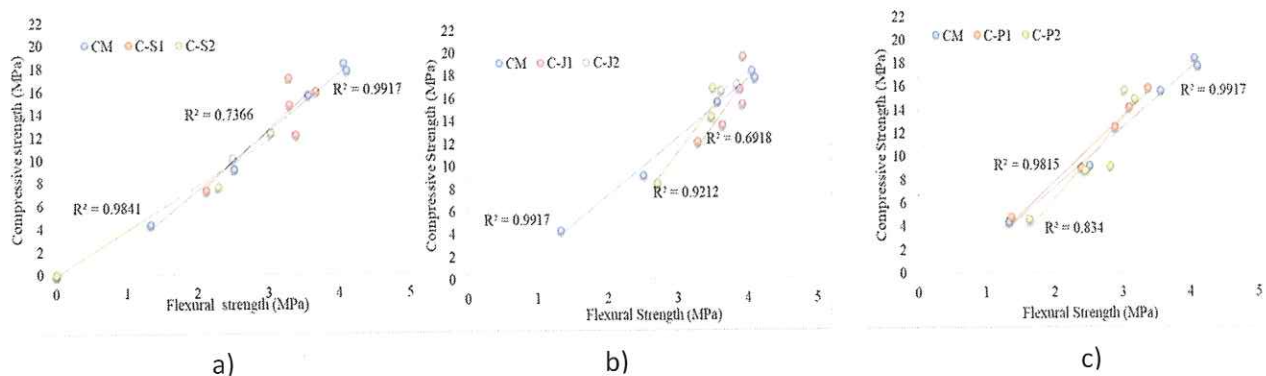 22
20
18
16
14
12
10
8
6
4
2
0
Compressive strength (MPa)
CM C-S1 C-S2
R² = 0.9917
R² = 0.7366
R² = 0.9841
0 1 2 3 4 5
Flexural strength (MPa)
a)
22
20
18
16
14
12
10
8
6
4
2
0
Compressive Strength (MPa)
CM C-J1 C-J2
R² = 0.6918
R² = 0.9212
R² = 0.9917
0 1 2 3 4 5
Flexural Strength (MPa)
b)
22
20
18
16
14
12
10
8
6
4
2
0
Compressive Strength (MPa)
CM C-P1 C-P2
R² = 0.9917
R² = 0.9815
R² = 0.834
0 1 2 3 4 5
Flexural Strength (MPa)
c)